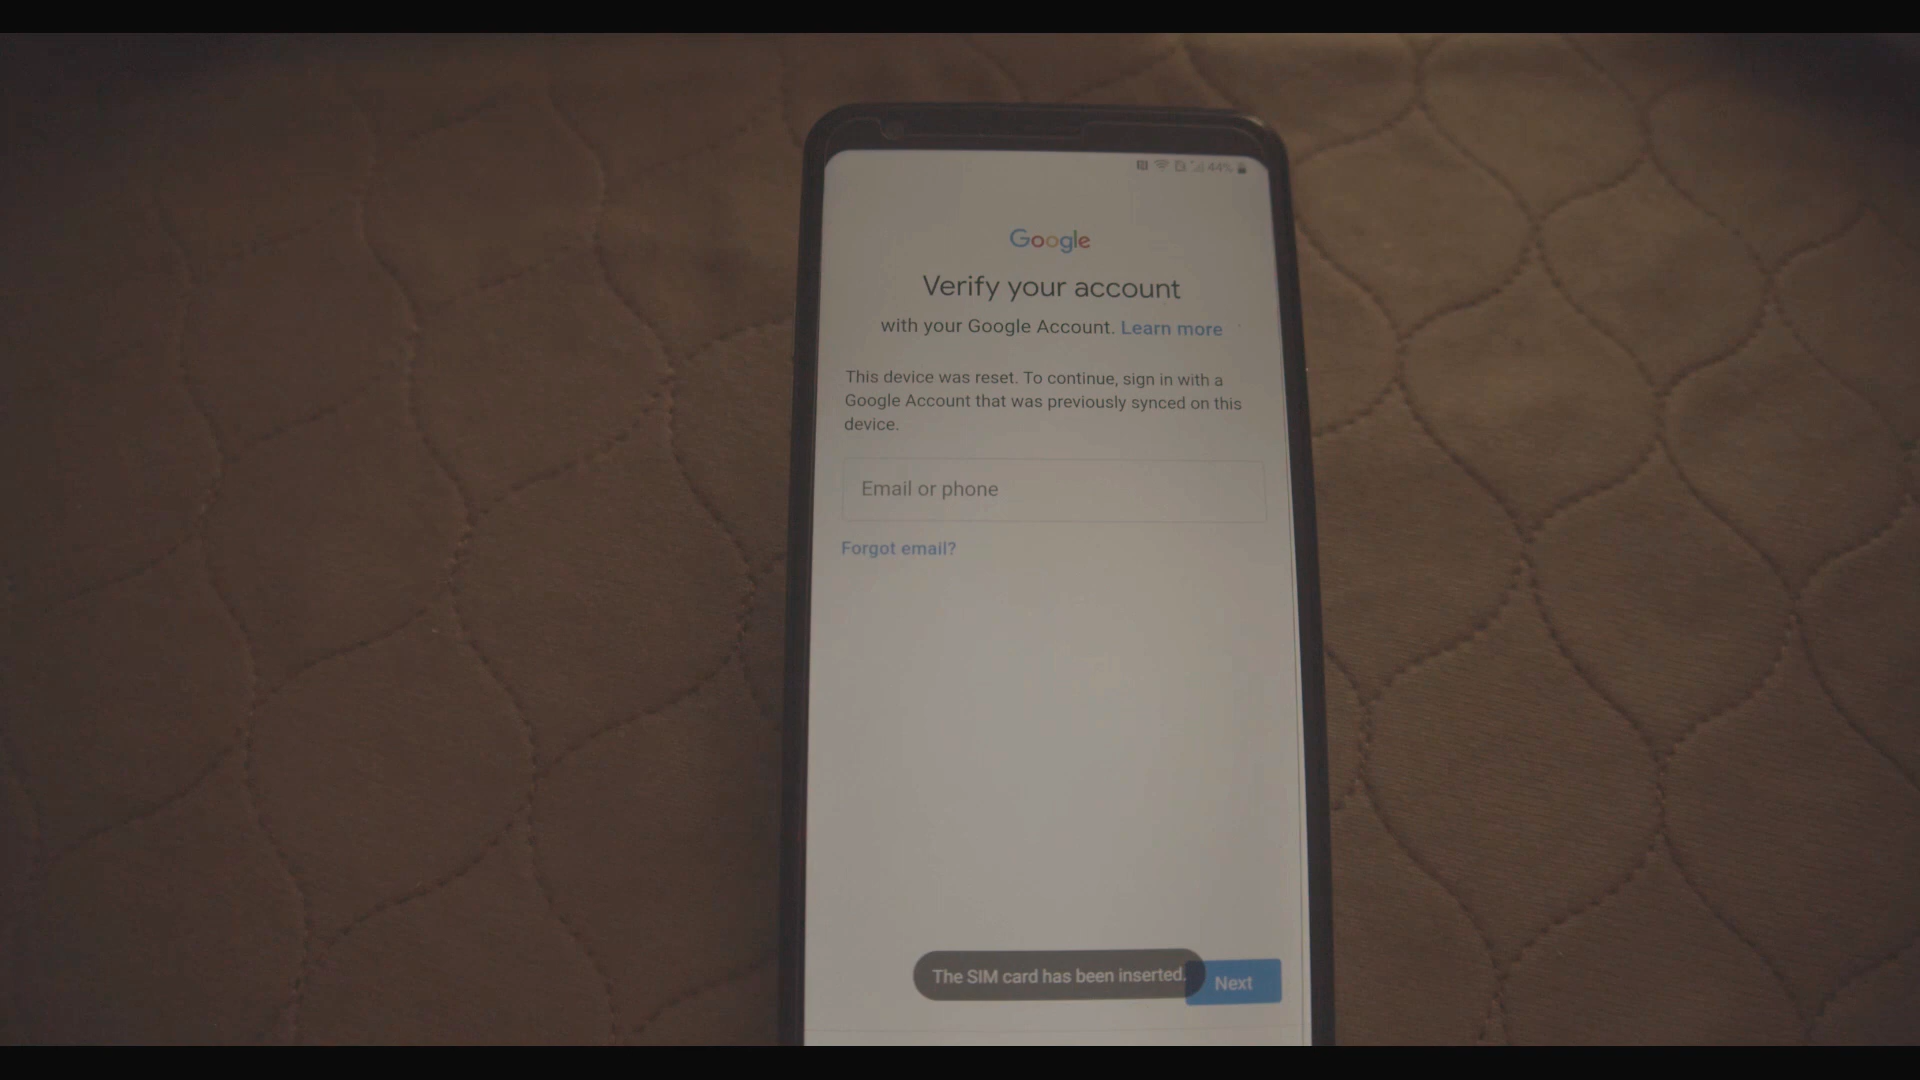 44%
Google
Verify your account
with your Google Account. Learn more
This device was reset. To continue, sign in with a
Google Account that was previously synced on this
device.
Email or phone
Forgot email?
The SIM card has been inserted.
Next